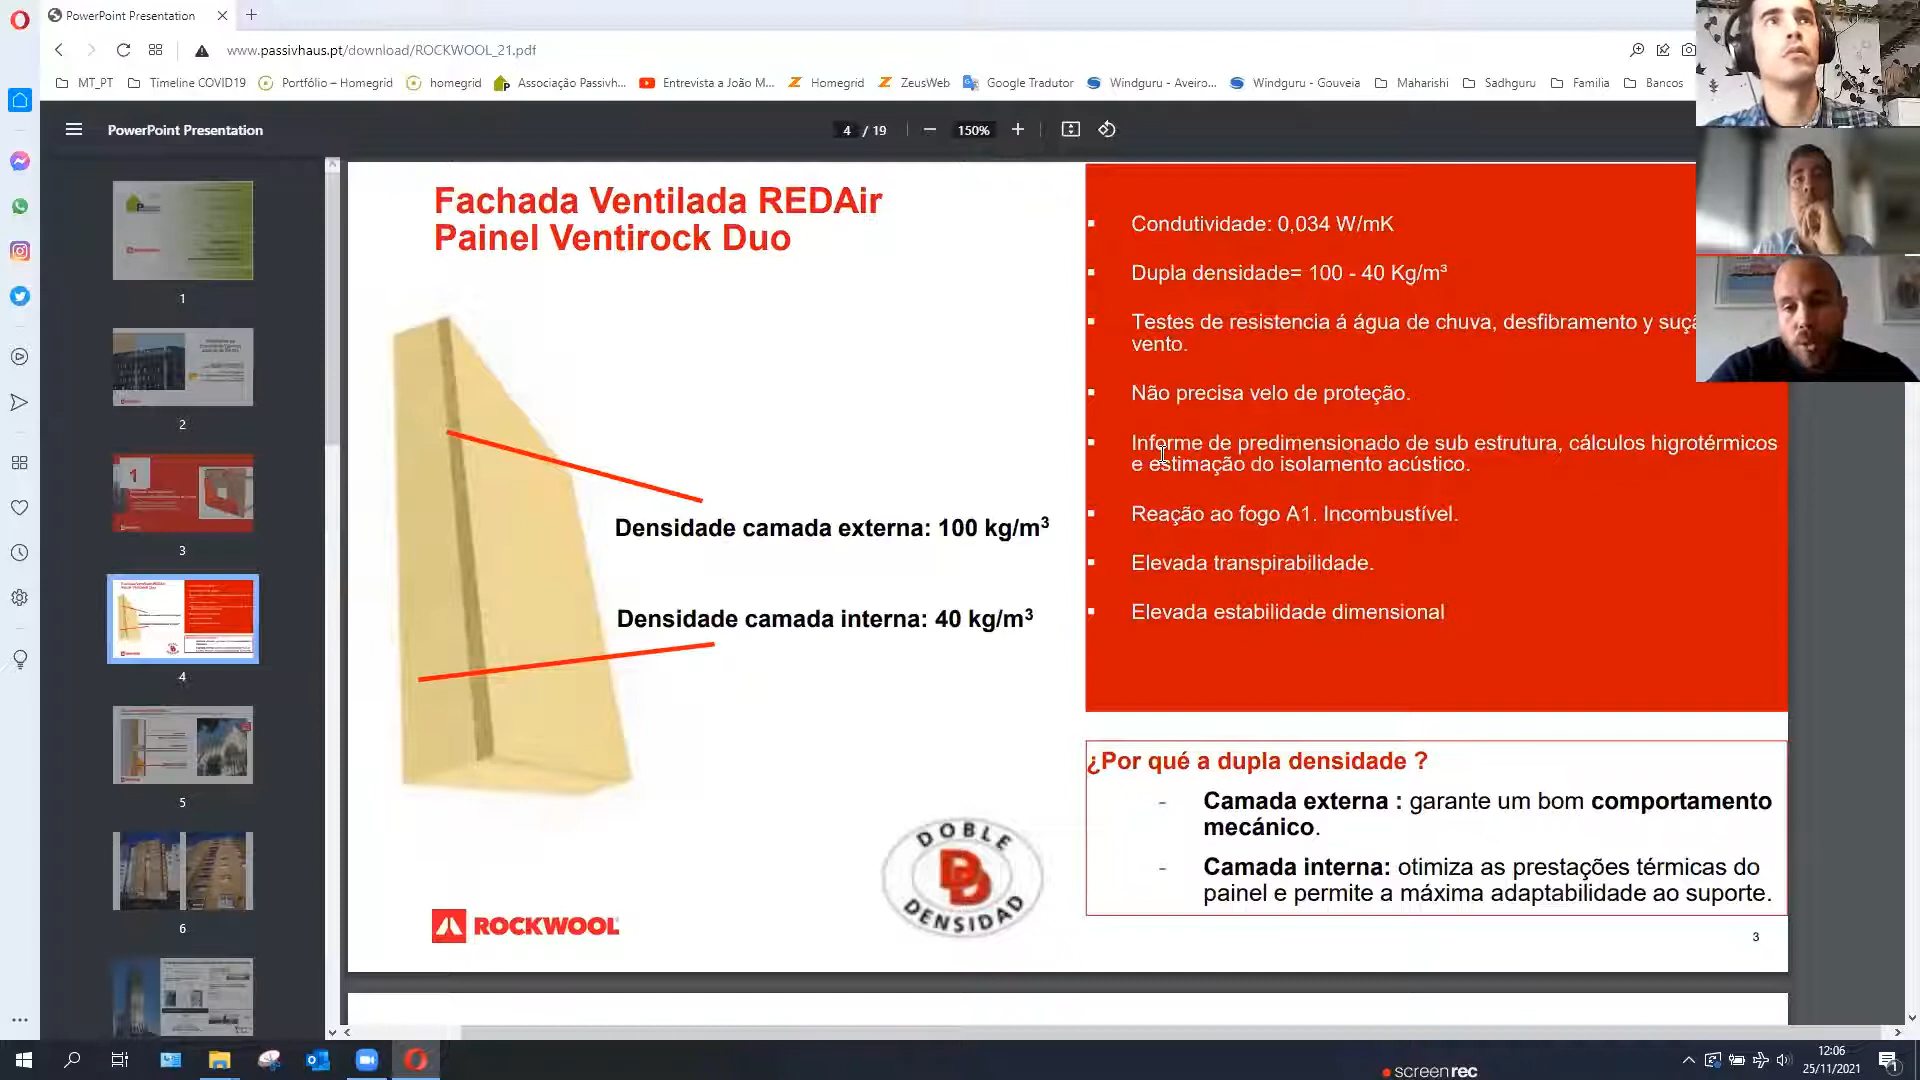 PowerPoint Presentation
www.passivhaus.pt/download/ROCKWOOL_21.pdf
MT_PT
Timeline COVID19
Portfólio – Homegrid
homegrid
Associação Passivh...
Entrevista a João M...
Homegrid
ZeusWeb
Google Tradutor
Windguru - Aveiro...
Windguru - Gouveia
Maharishi
Sadhguru
Familia
Bancos
PowerPoint Presentation
4 / 19
150%
1
2
1
3
4
5
6
Fachada Ventilada REDAir
Painel Ventirock Duo
Densidade camada externa: 100 kg/m³
Densidade camada interna: 40 kg/m³
DOBLE
DD
DENSIDAD
ROCKWOOL
Condutividade: 0,034 W/mK
Dupla densidade= 100 - 40 Kg/m³
Testes de resistencia á água de chuva, desfibramento y suçã
vento.
Não precisa velo de proteção.
Informe de predimensionado de sub estrutura, cálculos higrotérmicos
e estimação do isolamento acústico.
Reação ao fogo A1. Incombustível.
Elevada transpirabilidade.
Elevada estabilidade dimensional
¿Por qué a dupla densidade ?
- Camada externa : garante um bom comportamento
mecánico.
- Camada interna: otimiza as prestações térmicas do
painel e permite a máxima adaptabilidade ao suporte.
3
screenrec
12:06
25/11/2021
1